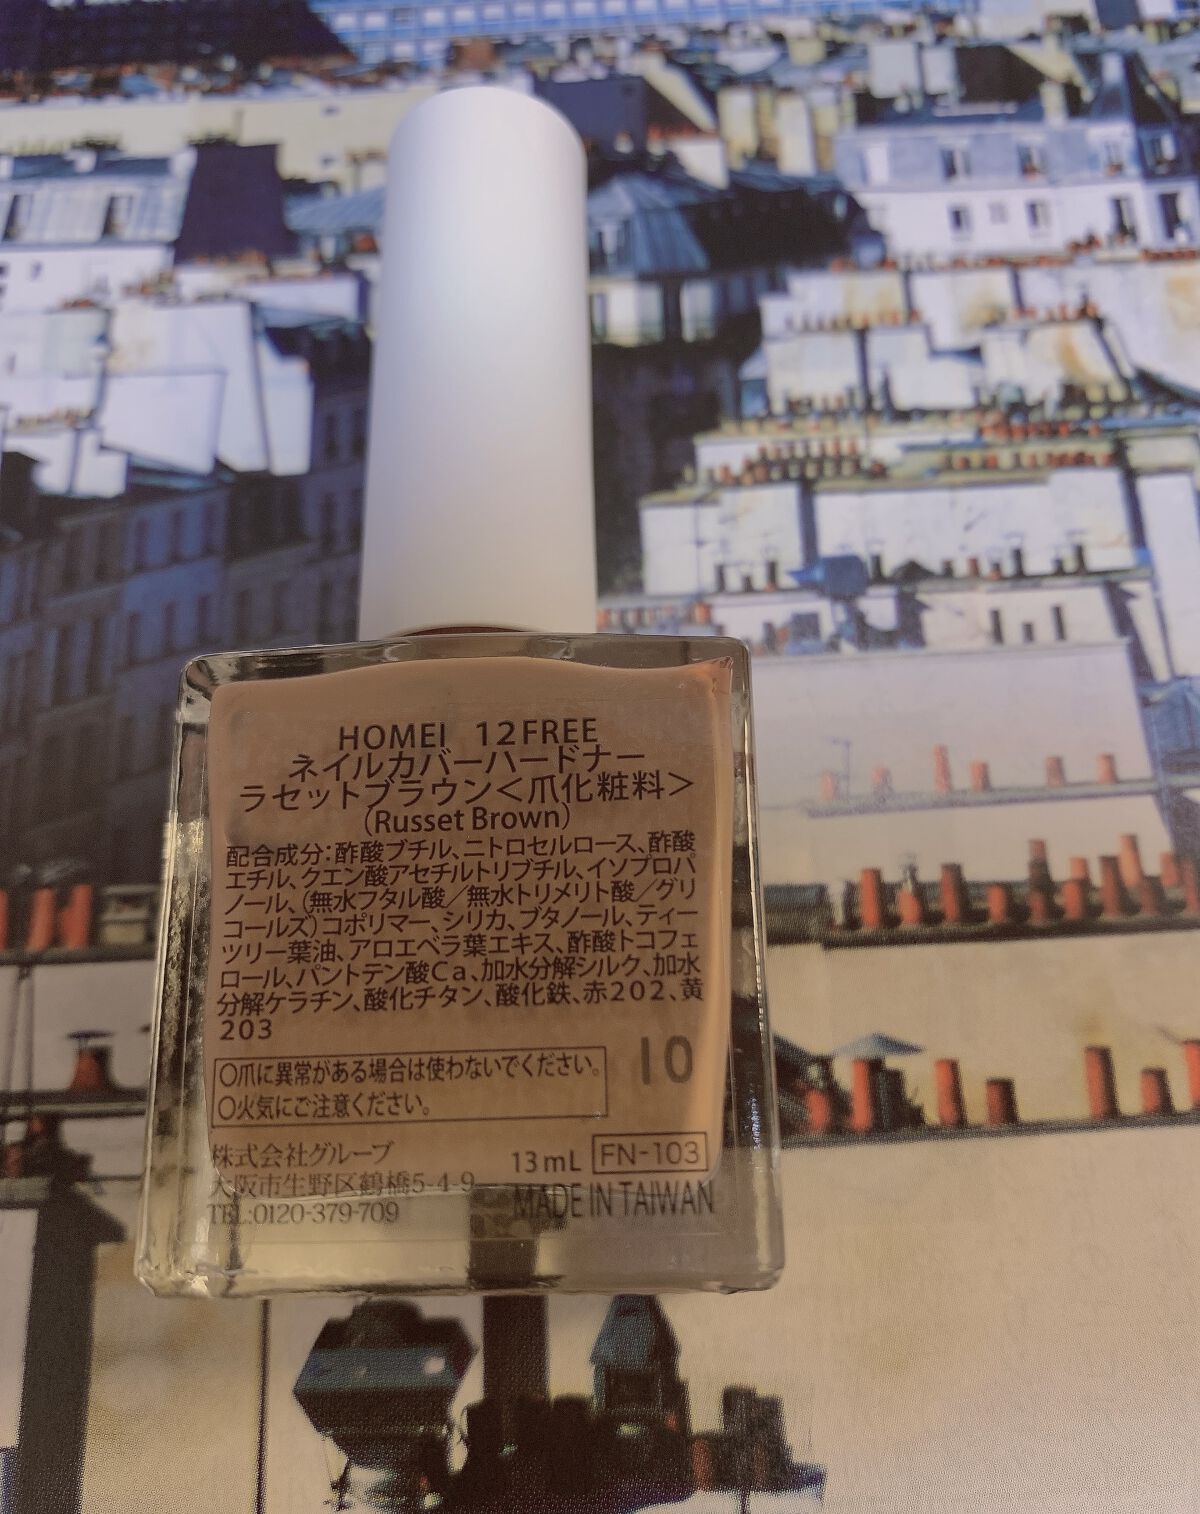 HOMEI 12FREE
ネイルカバーハードナー
ラセットブラウン<爪化粧料>
(Russet Brown)
配合成分:酢酸ブチル、ニトロセルロース、酢酸
エチル、クエン酸アセチルトリブチル、イソプロパ
ノール、(無水フタル酸/無水トリメリト酸/グリ
コールズ)コポリマー、シリカ、ブタノール、ティー
ツリー葉油、アロエベラ葉エキス、酢酸トコフェ
ロール、パントテン酸Ca、加水分解シルク、加水
分解ケラチン、酸化チタン、酸化鉄、赤202、黄
203
10
○爪に異常がある場合は使わないでください。
○火気にご注意ください。
株式会社グループ
大阪市生野区鶴橋5-4-9
TEL:0120-379-709
13mL FN-103
MADE IN TAIWAN